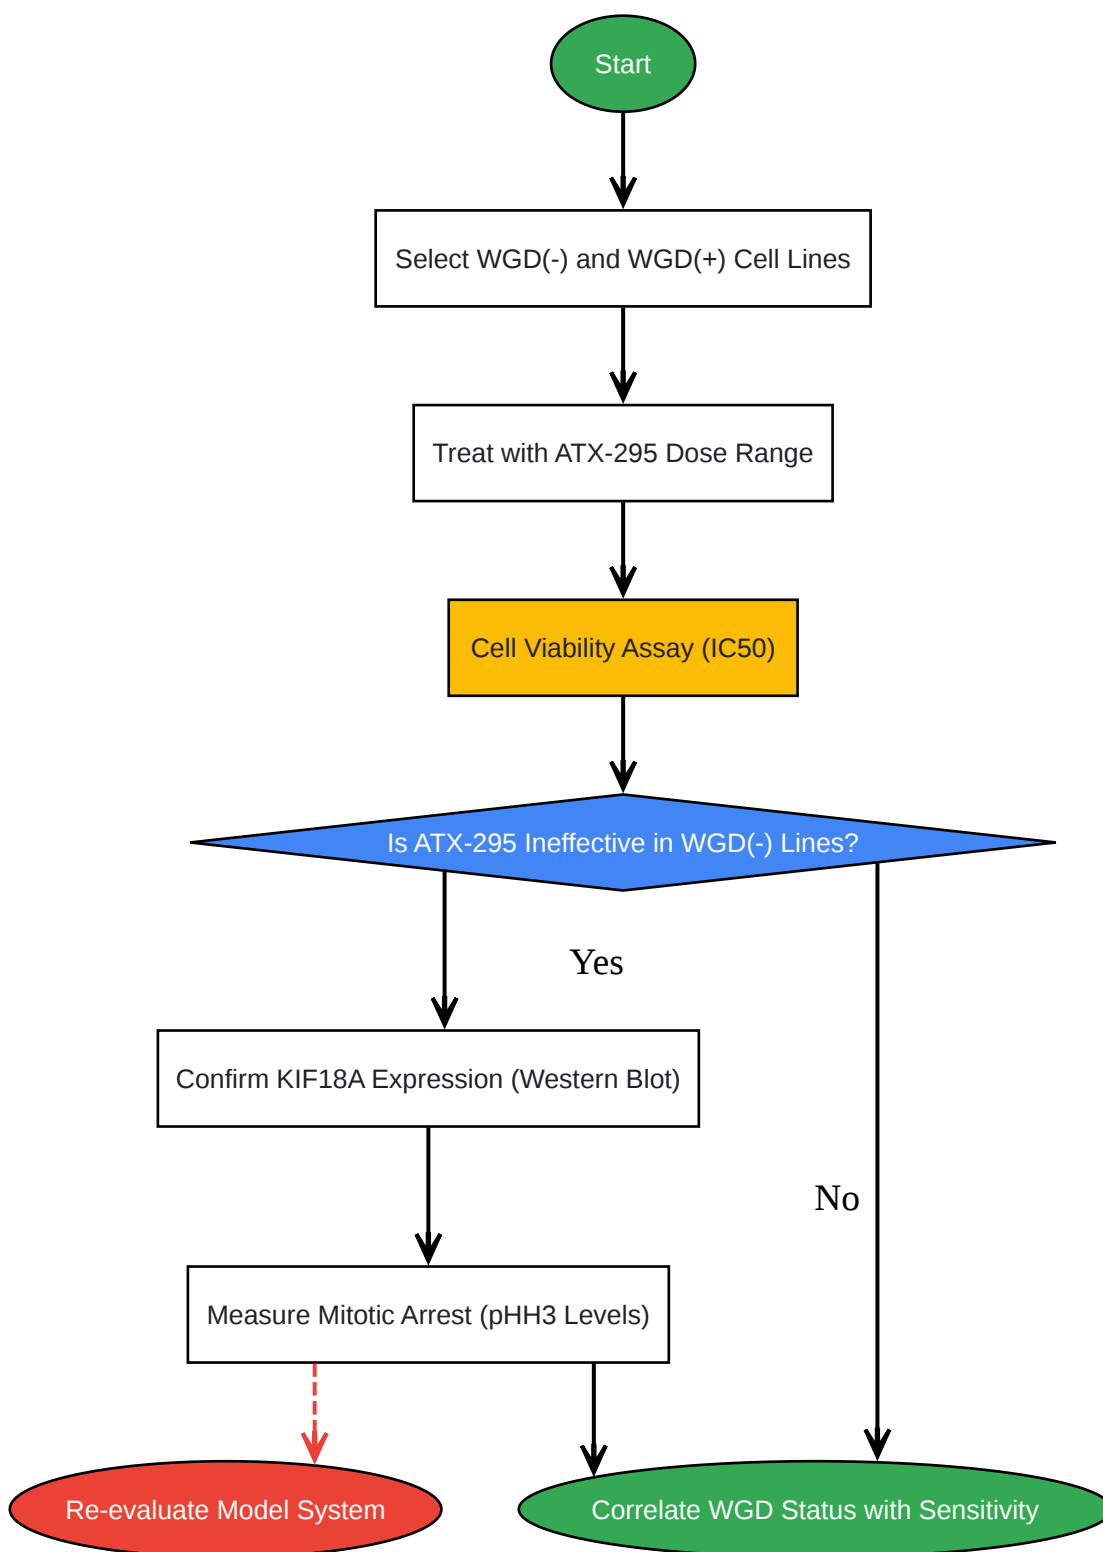 Start
Select WGD(-) and WGD(+) Cell Lines
Treat with ATX-295 Dose Range
Cell Viability Assay (IC50)
Is ATX-295 Ineffective in WGD(-) Lines?
Yes
Confirm KIF18A Expression (Western Blot)
No
Measure Mitotic Arrest (pHH3 Levels)
Re-evaluate Model System
Correlate WGD Status with Sensitivity